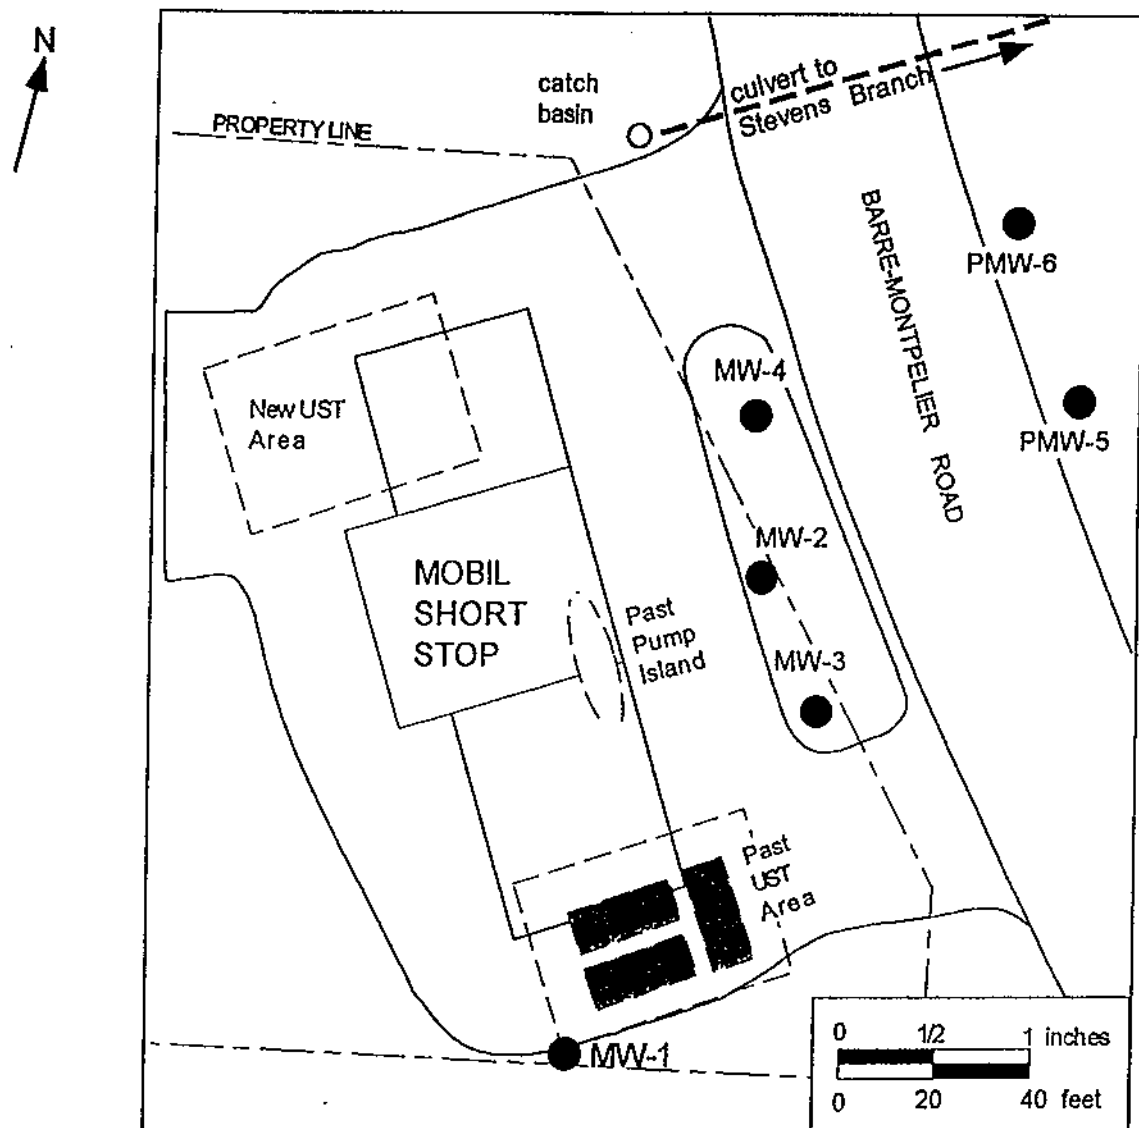 N
catch
basin
culvert to
Stevens Branch
PROPERTY LINE
BARRE-MONTPELIER ROAD
PMW-6
MW-4
PMW-5
New UST
Area
MW-2
MOBIL
SHORT
STOP
Past
Pump
Island
MW-3
Past
UST
Area
MW-1
0 1/2 1 inches
0 20 40 feet